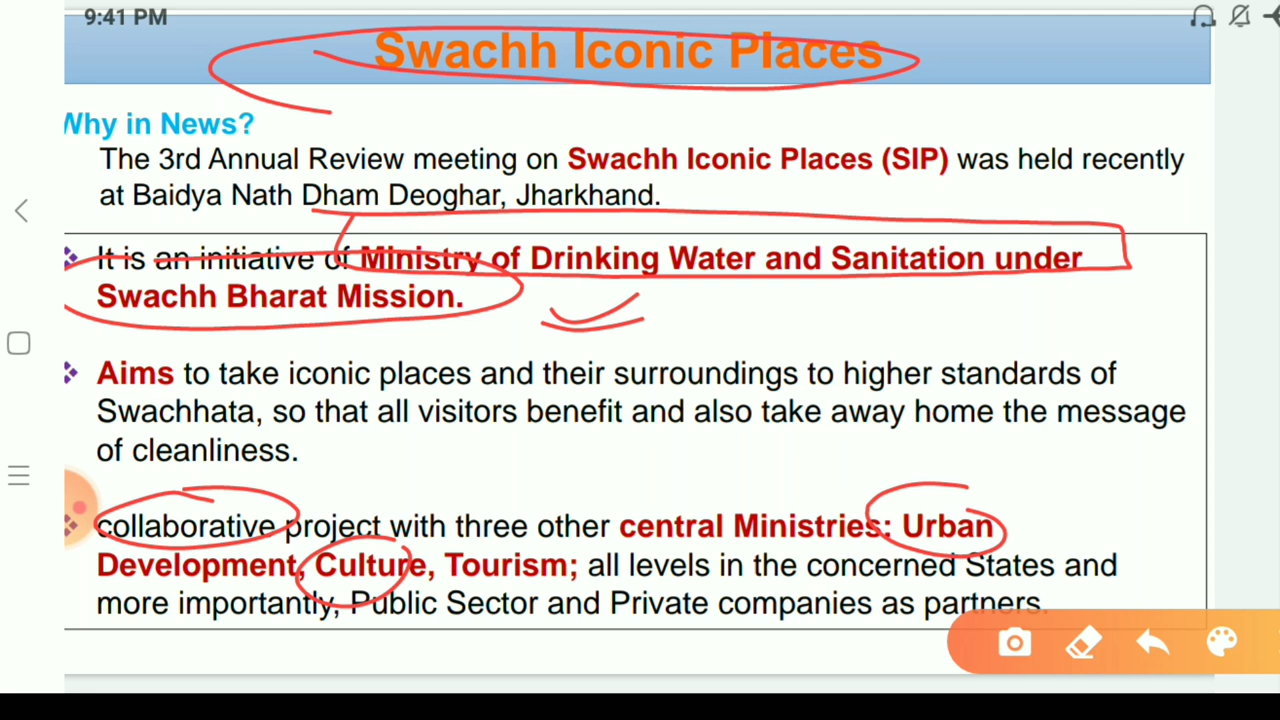 9:41 PM
Swachh Iconic Places
Why in News?
The 3rd Annual Review meeting on Swachh Iconic Places (SIP) was held recently
at Baidya Nath Dham Deoghar, Jharkhand.
It is an initiative of Ministry of Drinking Water and Sanitation under
Swachh Bharat Mission.
Aims to take iconic places and their surroundings to higher standards of
Swachhata, so that all visitors benefit and also take away home the message
of cleanliness.
collaborative project with three other central Ministries: Urban
Development, Culture, Tourism; all levels in the concerned States and
more importantly, Public Sector and Private companies as partners.